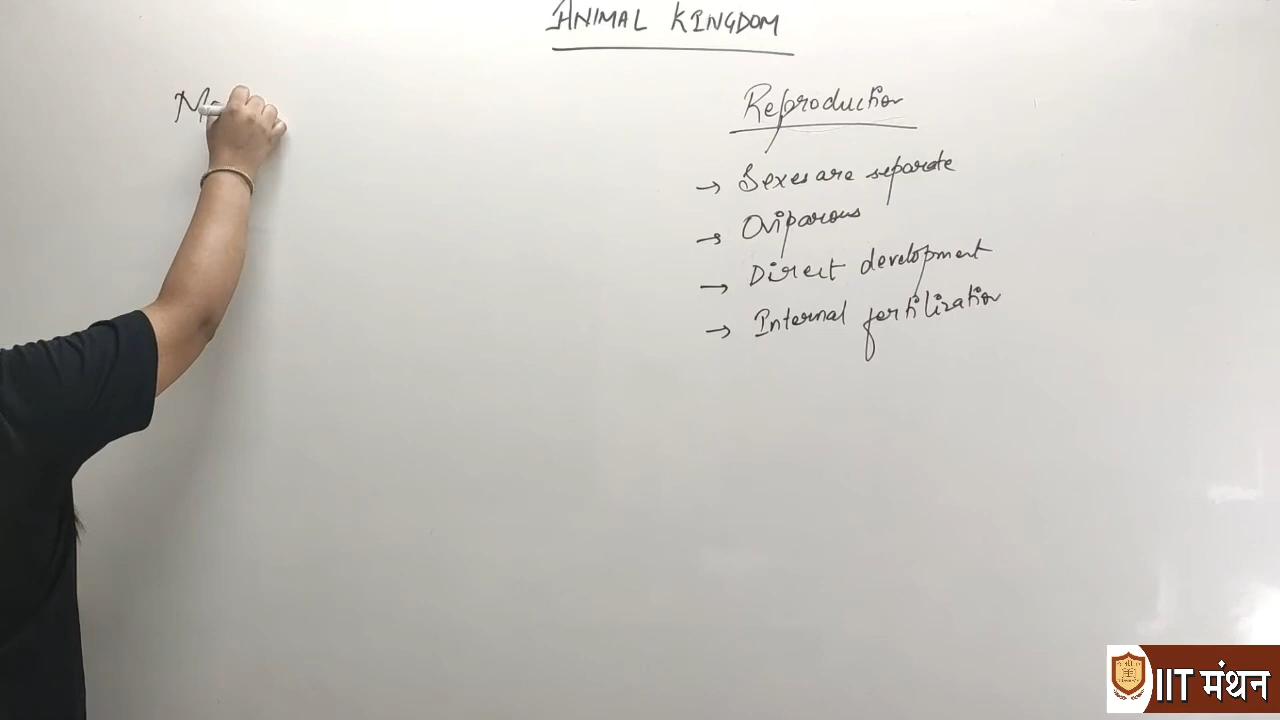 ANIMAL KINGDOM
Reproduction
→ Sexes are separate
→ Oviparous
→ Direct development
→ Internal fertilization
IIT मंथन